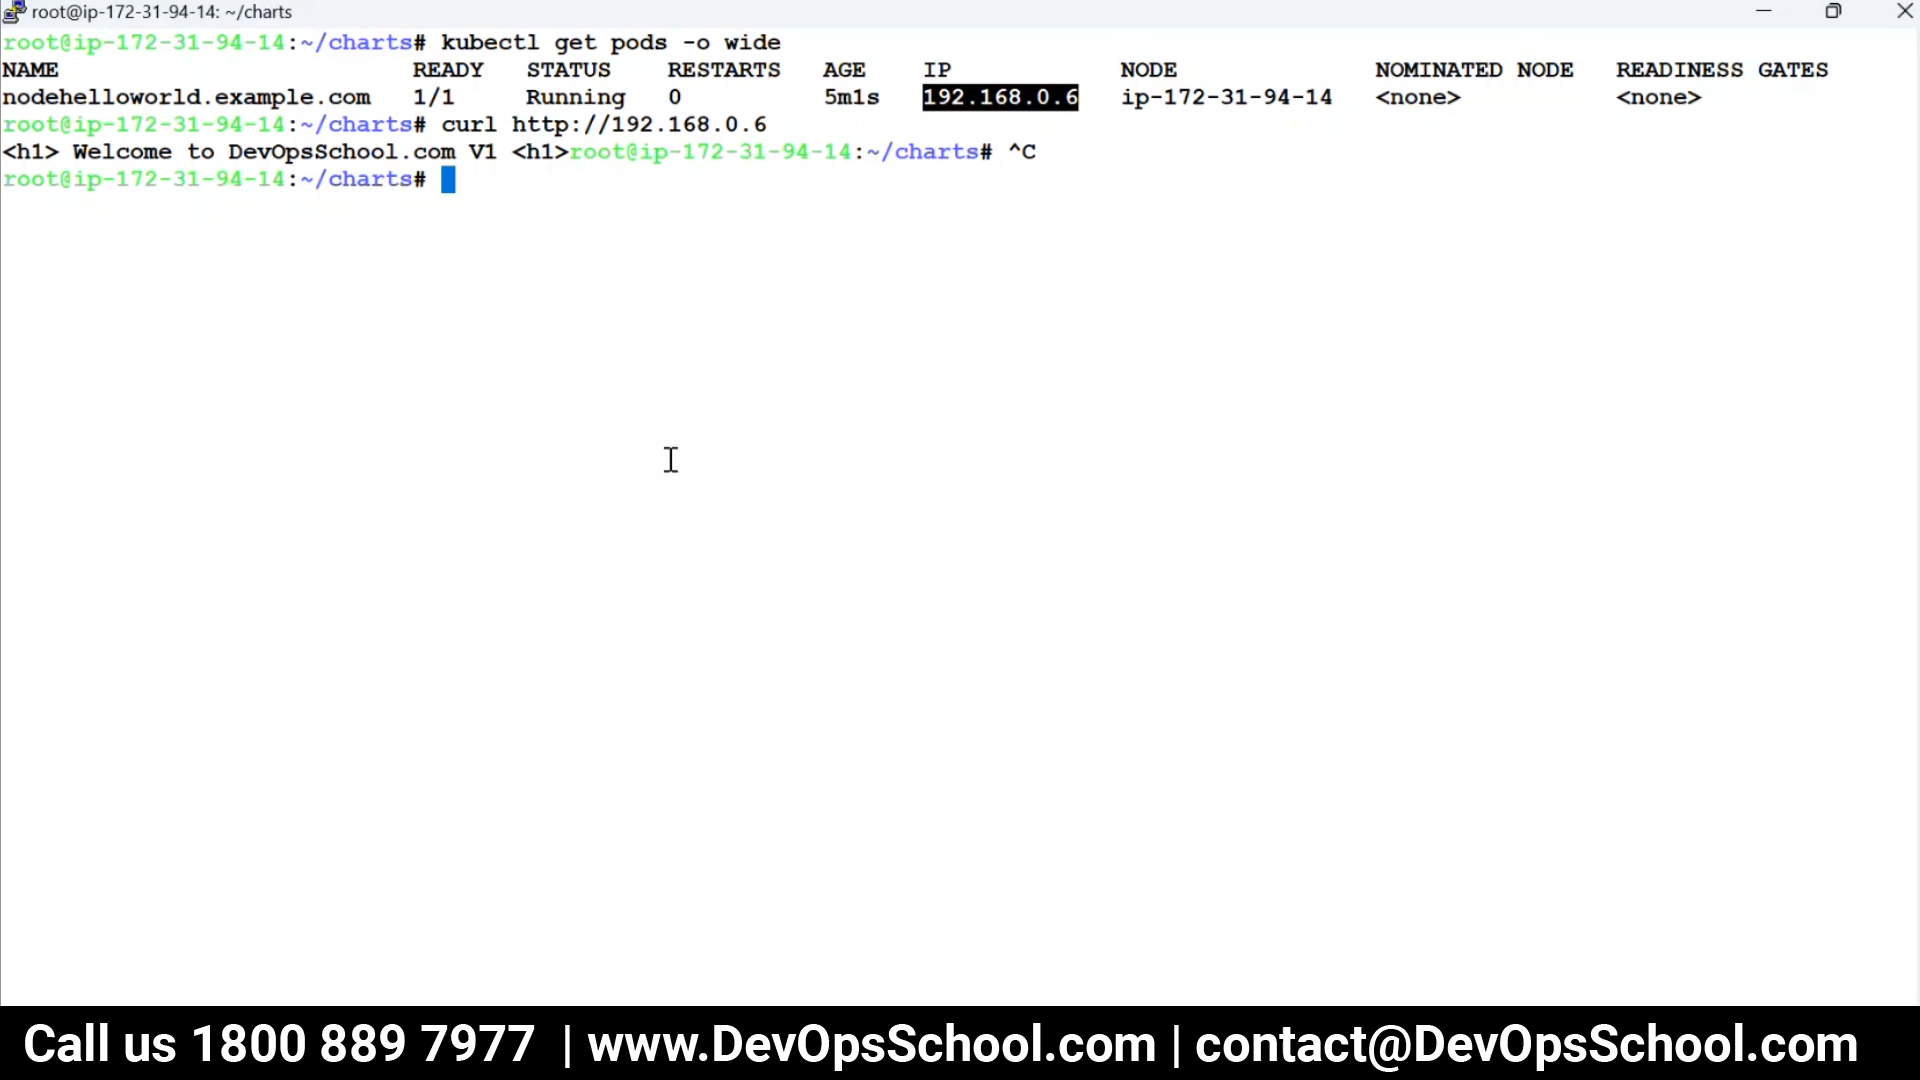 root@ip-172-31-94-14: ~/charts
root@ip-172-31-94-14:~/charts# kubectl get pods -o wide
NAME READY STATUS RESTARTS AGE IP NODE NOMINATED NODE READINESS GATES
nodehelloworld.example.com 1/1 Running 0 5m1s 192.168.0.6 ip-172-31-94-14 <none> <none>
root@ip-172-31-94-14:~/charts# curl http://192.168.0.6
<h1> Welcome to DevOpsSchool.com V1 <h1>root@ip-172-31-94-14:~/charts# ^C
root@ip-172-31-94-14:~/charts#
Call us 1800 889 7977 | www.DevOpsSchool.com | contact@DevOpsSchool.com